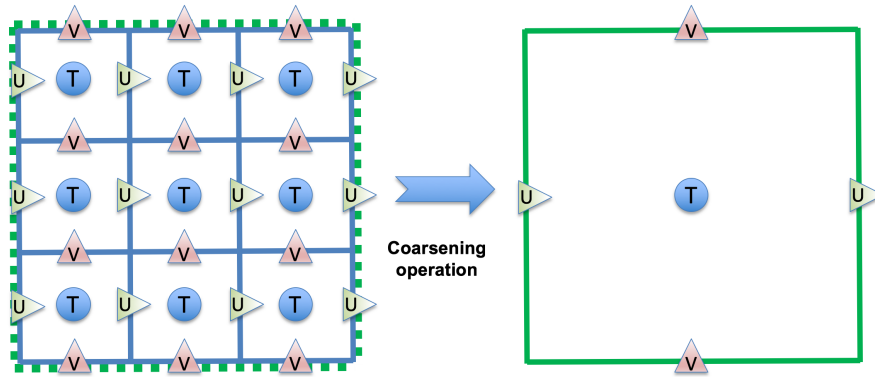 V V V V
U T U T U T U U T U
V V V V
U T U T U T U
V V V
U T U T U T U
Coarsening
operation
V V V V